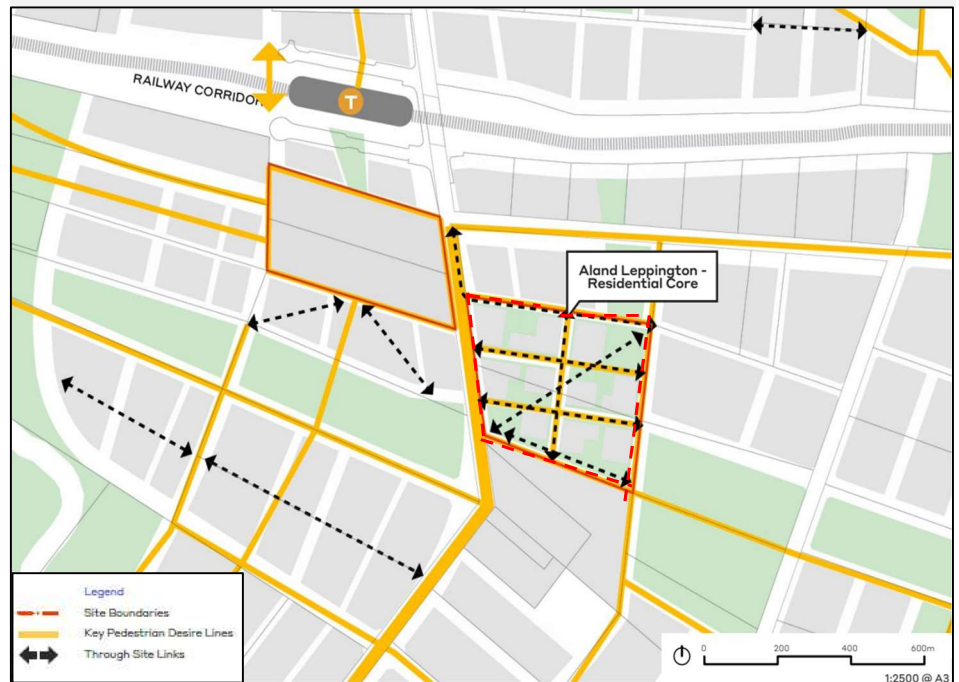 RAILWAY CORRIDOR
T
Aland Leppington -
Residential Core
Legend
Site Boundaries
Key Pedestrian Desire Lines
Through Site Links
0 200 400 600m
1:2500 @ A3